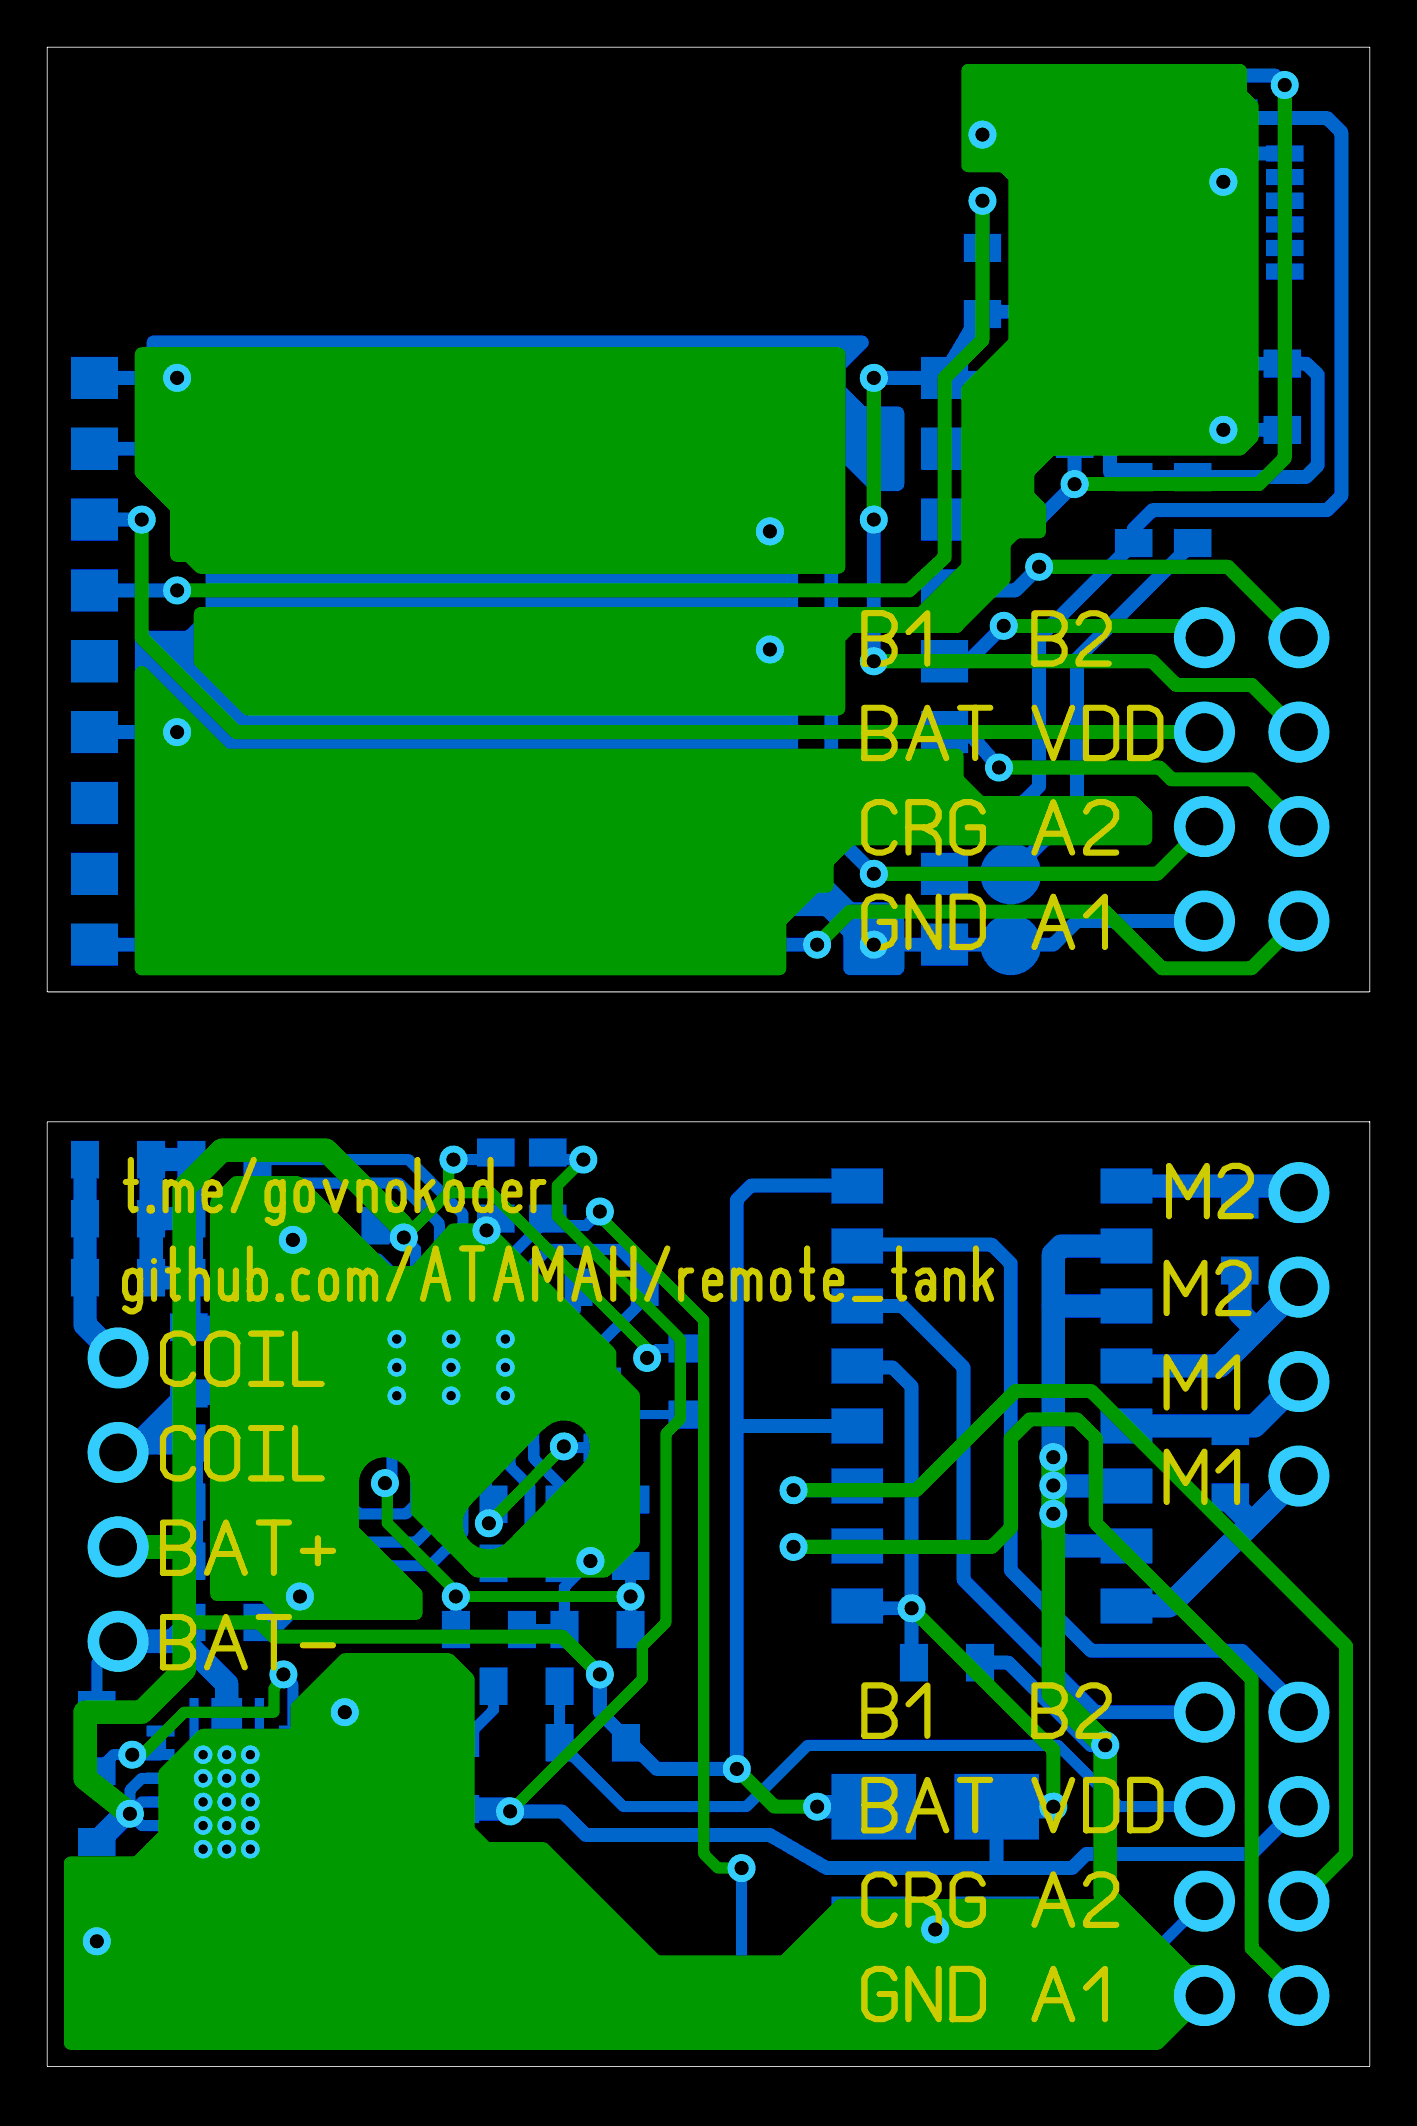 B1 B2
BAT VDD
CRG A2
GND A1
t.me/govnokoder
github.com/ATAMAH/remote_tank
M2
M2
M1
M1
COIL
COIL
BAT+
BAT-
B1 B2
BAT VDD
CRG A2
GND A1